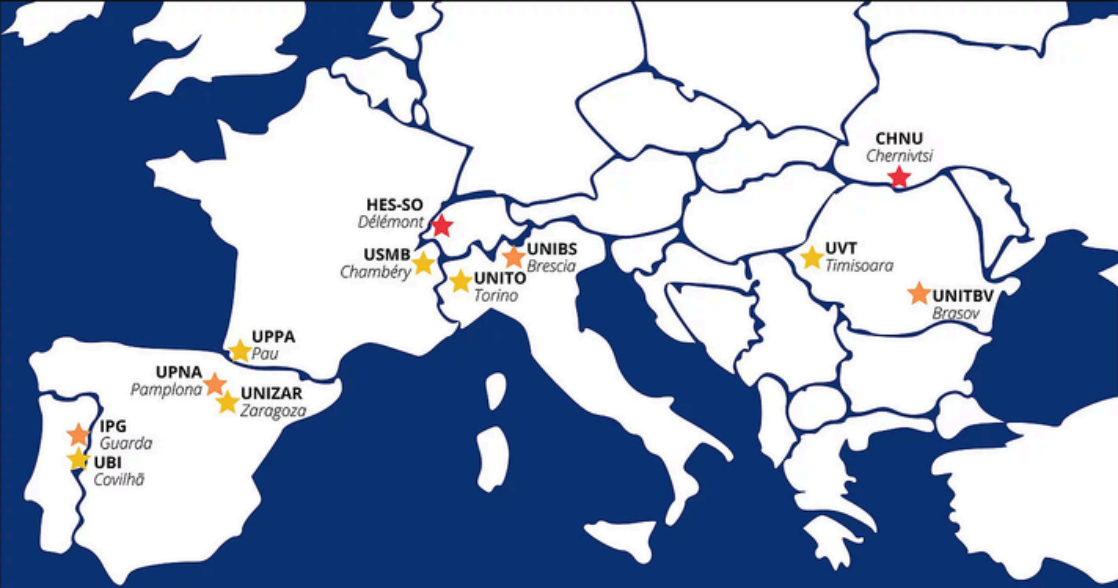 CHNU
Chernivtsi
HES-SO
Délémont
USMB
Chambéry
UNIBS
Brescia
UNITO
Torino
UVT
Timisoara
UNITBV
Brasov
UPPA
Pau
UPNA
Pamplona
UNIZAR
Zaragoza
IPG
Guarda
UBI
Covilhã